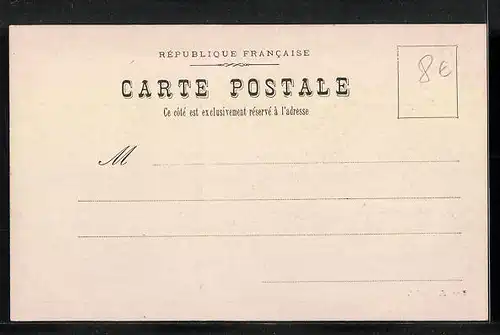 RÉPUBLIQUE FRANÇAISE
8€
CARTE POSTALE
Ce côté est exclusivement réservé à l'adresse
M